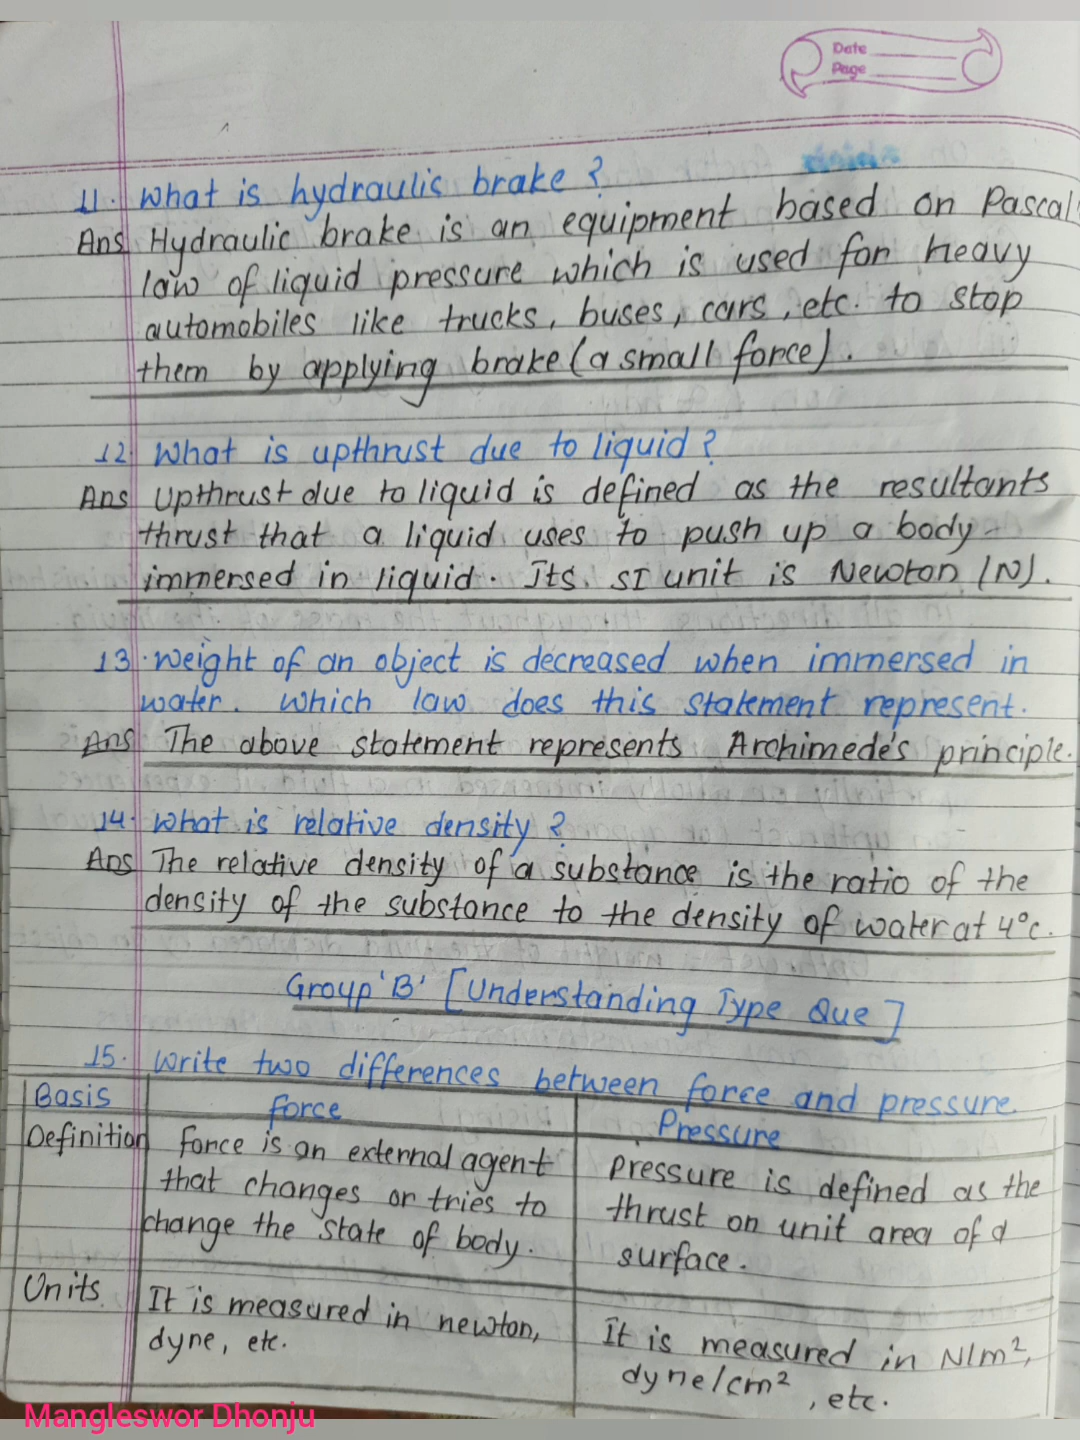 Date
Page
11. What is hydraulic brake?
Ans Hydraulic brake is an equipment based on Pascal
law of liquid pressure which is used for heavy
automobiles like trucks, buses, cars, etc. to stop
them by applying brake (a small force).
12. What is upthrust due to liquid?
Ans Upthrust due to liquid is defined as the resultants
thrust that a liquid uses to push up a body
immersed in liquid. Its SI unit is Newton (N).
13. Weight of an object is decreased when immersed in
water. Which law does this statement represent.
Ans The above statement represents Archimede's principle.
14. What is relative density?
Ans The relative density of a substance is the ratio of the
density of the substance to the density of water at 4°c.
Group 'B' [Understanding Type Que]
15. Write two differences between force and pressure.
Basis
force
Pressure
Definition
force is an external agent
that changes or tries to
change the state of body.
Pressure is defined as the
thrust on unit area of a
surface.
Units
It is measured in newton,
dyne, etc.
It is measured in N/m²,
dyne/cm²
, etc.
Mangleswor Dhonju